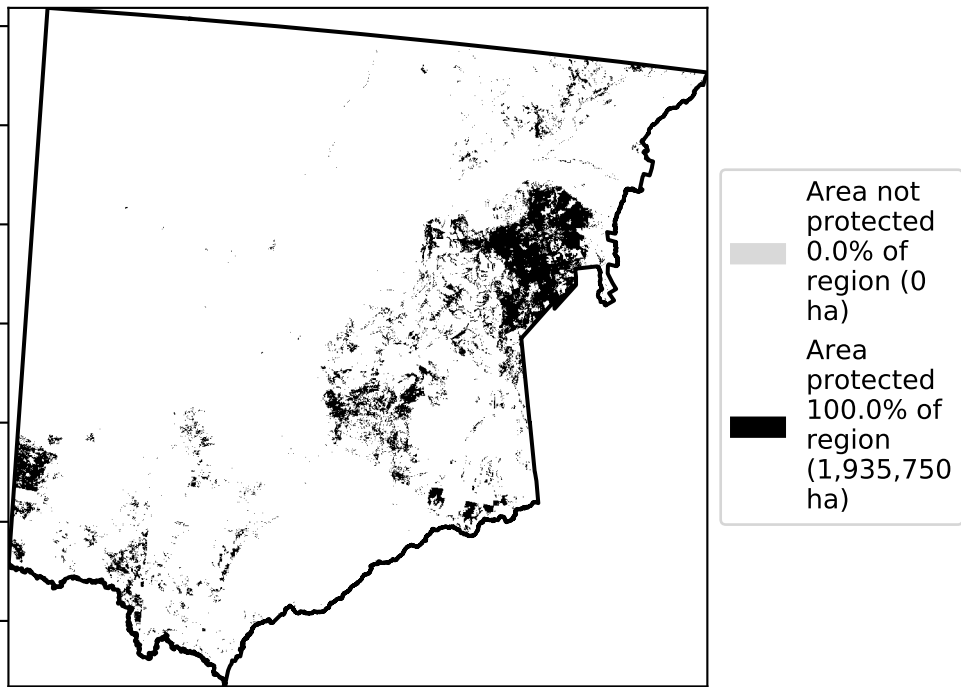 Area not
protected
0.0% of
region (0
ha)
Area
protected
100.0% of
region
(1,935,750
ha)